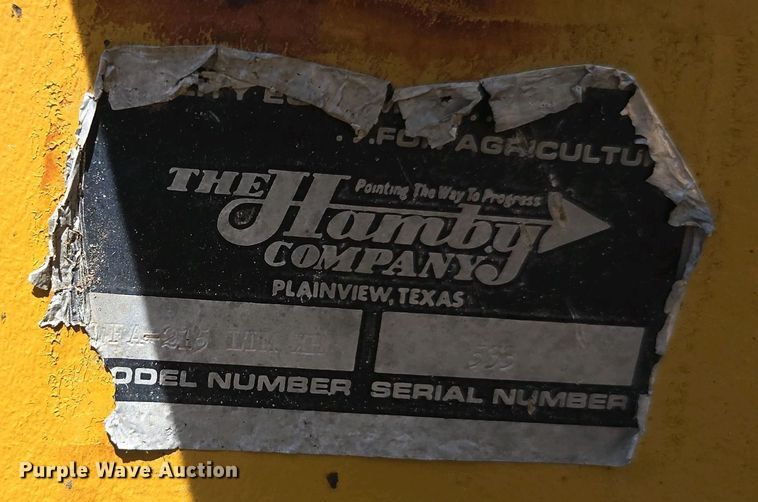 ...FOR AGRICULTU
Pointing The Way To Progress
THE Hamby
COMPANY
PLAINVIEW, TEXAS
555
ODEL NUMBER SERIAL NUMBER
Purple Wave Auction